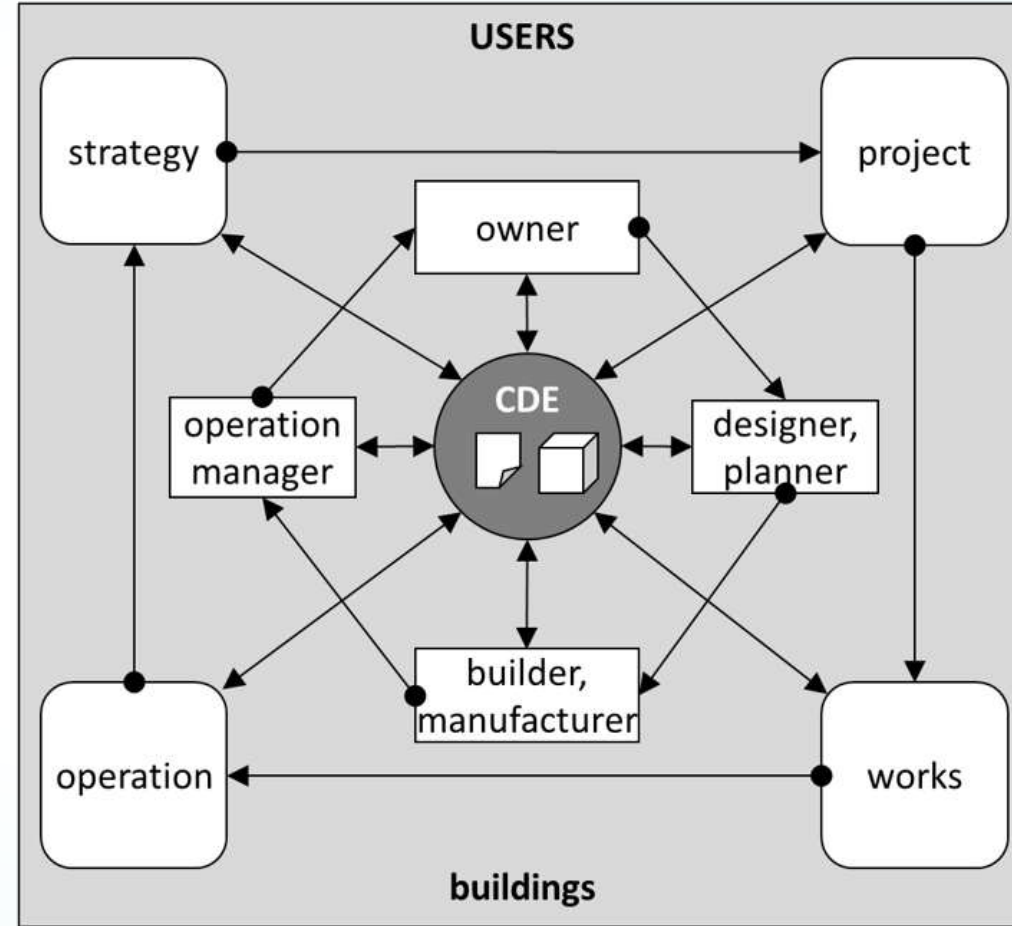 USERS
strategy
project
owner
CDE
operation
manager
designer,
planner
builder,
manufacturer
operation
works
buildings